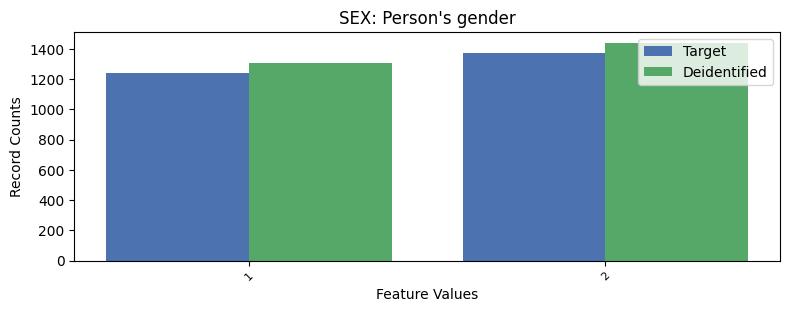 SEX: Person's gender
Target
Deidentified
Record Counts
1400
1200
1000
800
600
400
200
0
1
2
Feature Values